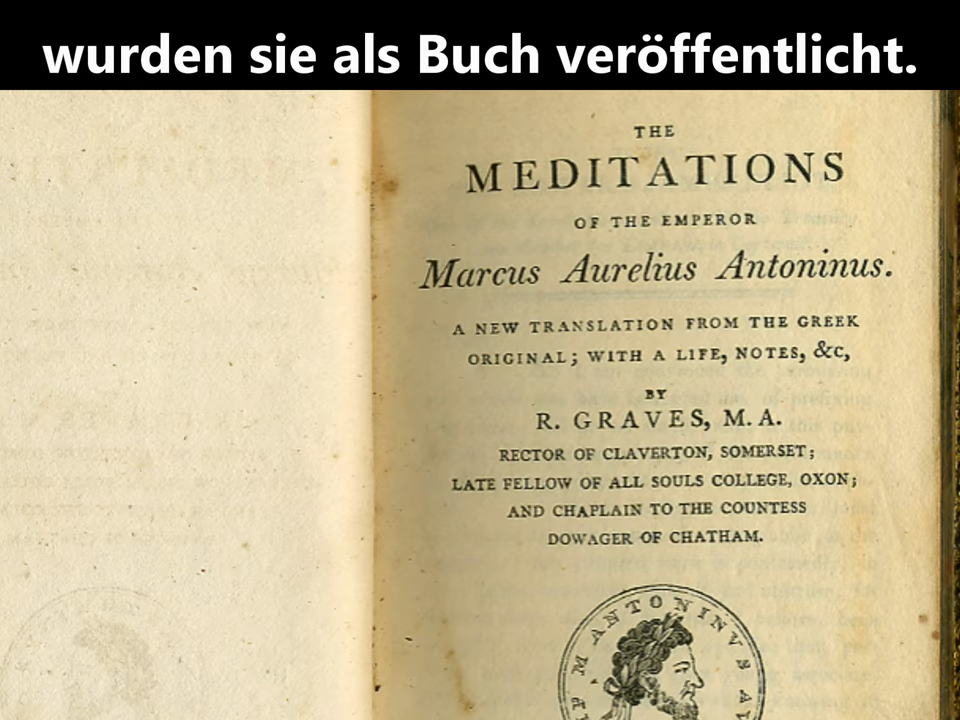 wurden sie als Buch veröffentlicht.
THE
MEDITATIONS
OF THE EMPEROR
Marcus Aurelius Antoninus.
A NEW TRANSLATION FROM THE GREEK
ORIGINAL; WITH A LIFE, NOTES, &c,
BY
R. GRAVES, M.A.
RECTOR OF CLAVERTON, SOMERSET;
LATE FELLOW OF ALL SOULS COLLEGE, OXON;
AND CHAPLAIN TO THE COUNTESS
DOWAGER OF CHATHAM.
M ANTONINVS